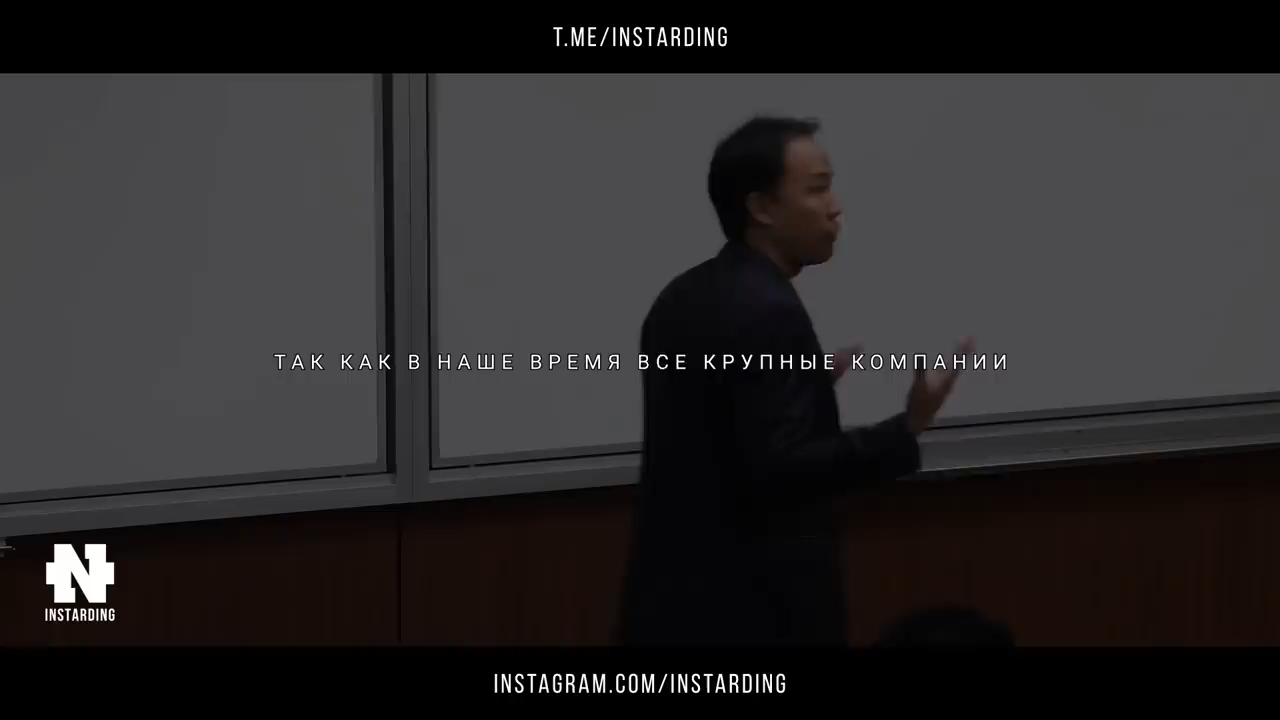 T.ME/INSTARDING
ТАК КАК В НАШЕ ВРЕМЯ ВСЕ КРУПНЫЕ КОМПАНИИ
N
INSTARDING
INSTAGRAM.COM/INSTARDING